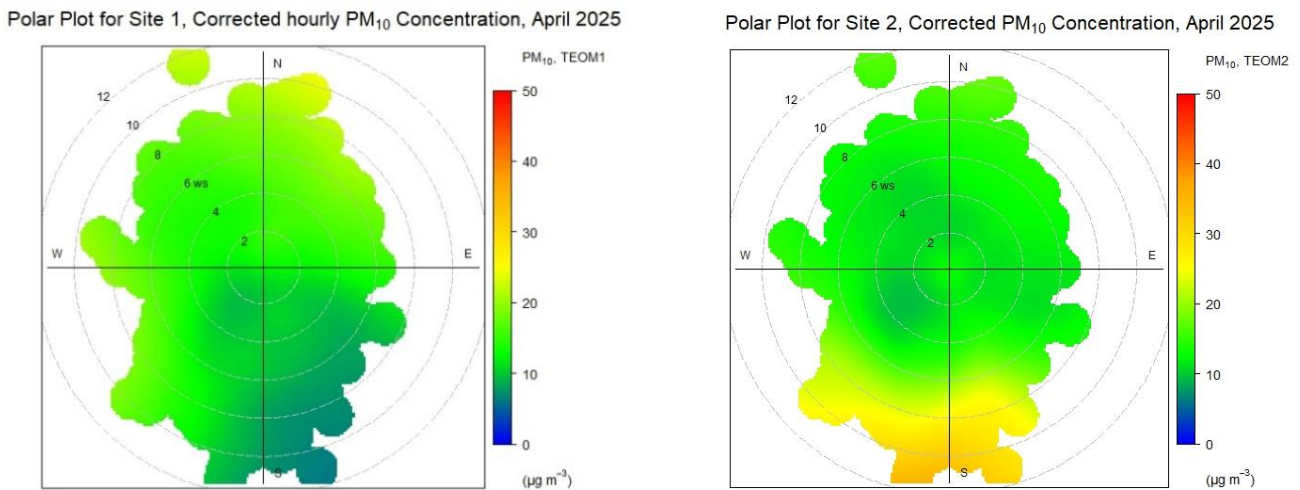 Polar Plot for Site 1, Corrected hourly PM₁₀ Concentration, April 2025
N
PM₁₀, TEOM1
12
10
8
6 ws
4
2
W
E
S
50
40
30
20
10
0
(µg m⁻³)
Polar Plot for Site 2, Corrected PM₁₀ Concentration, April 2025
N
PM₁₀, TEOM2
12
10
8
6 ws
4
2
W
E
S
50
40
30
20
10
0
(µg m⁻³)